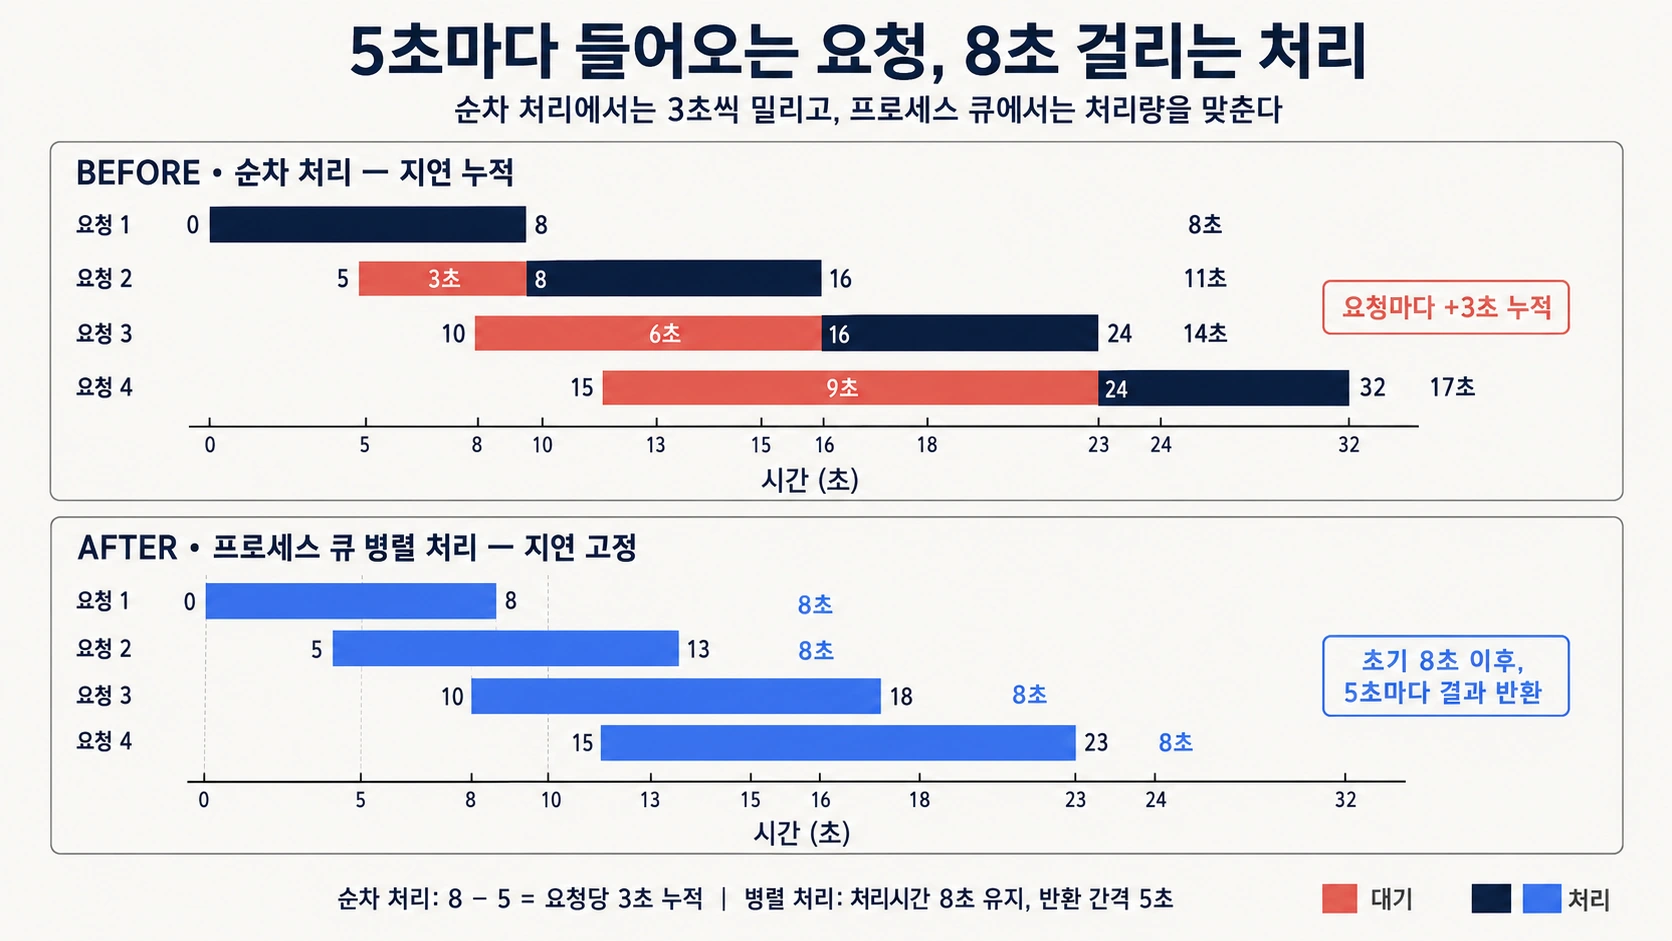 5초마다 들어오는 요청, 8초 걸리는 처리
순차 처리에서는 3초씩 밀리고, 프로세스 큐에서는 처리량을 맞춘다
BEFORE • 순차 처리 — 지연 누적
요청 1 0 8 8초
요청 2 5 3초 8 16 11초
요청마다 +3초 누적
요청 3 10 6초 16 24 14초
요청 4 15 9초 24 32 17초
0 5 8 10 13 15 16 18 23 24 32
시간 (초)
AFTER • 프로세스 큐 병렬 처리 — 지연 고정
요청 1 0 8 8초
요청 2 5 13 8초
초기 8초 이후,
5초마다 결과 반환
요청 3 10 18 8초
요청 4 15 23 8초
0 5 8 10 13 15 16 18 23 24 32
시간 (초)
순차 처리: 8 − 5 = 요청당 3초 누적 | 병렬 처리: 처리시간 8초 유지, 반환 간격 5초
대기 처리